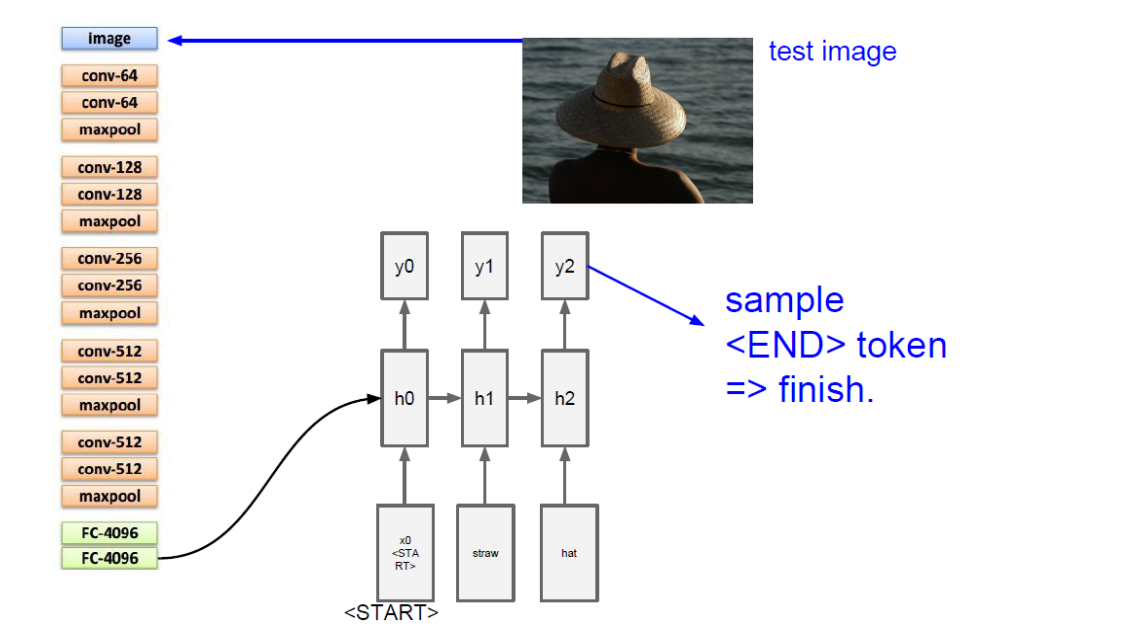 image
conv-64
conv-64
maxpool
conv-128
conv-128
maxpool
conv-256
conv-256
maxpool
conv-512
conv-512
maxpool
conv-512
conv-512
maxpool
FC-4096
FC-4096
test image
y0
y1
y2
sample
<END> token
=> finish.
h0
h1
h2
x0
<STA
RT>
straw
hat
<START>